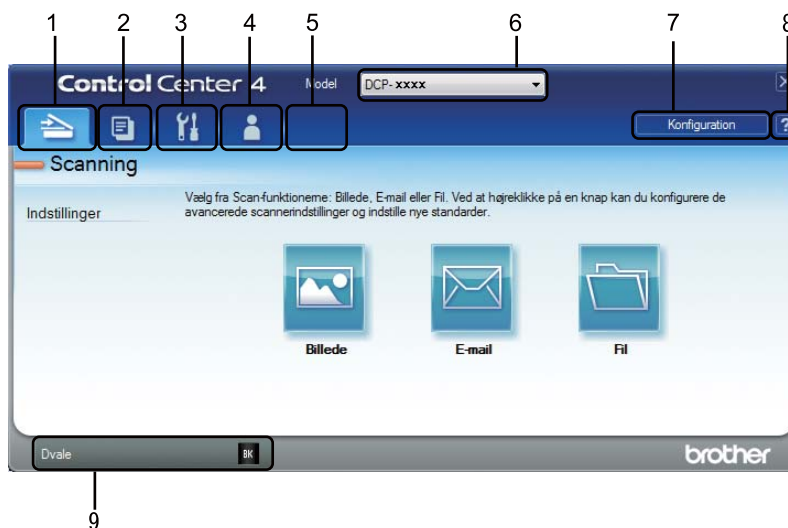 1 2 3 4 5 6 7 8
Control Center 4 Model DCP-xxxx
Konfiguration ?
Scanning
Indstillinger
Vælg fra Scan-funktionerne: Billede, E-mail eller Fil. Ved at højreklikke på en knap kan du konfigurere de
avancerede scannerindstillinger og indstille nye standarder.
Billede E-mail Fil
Dvale BK brother
9